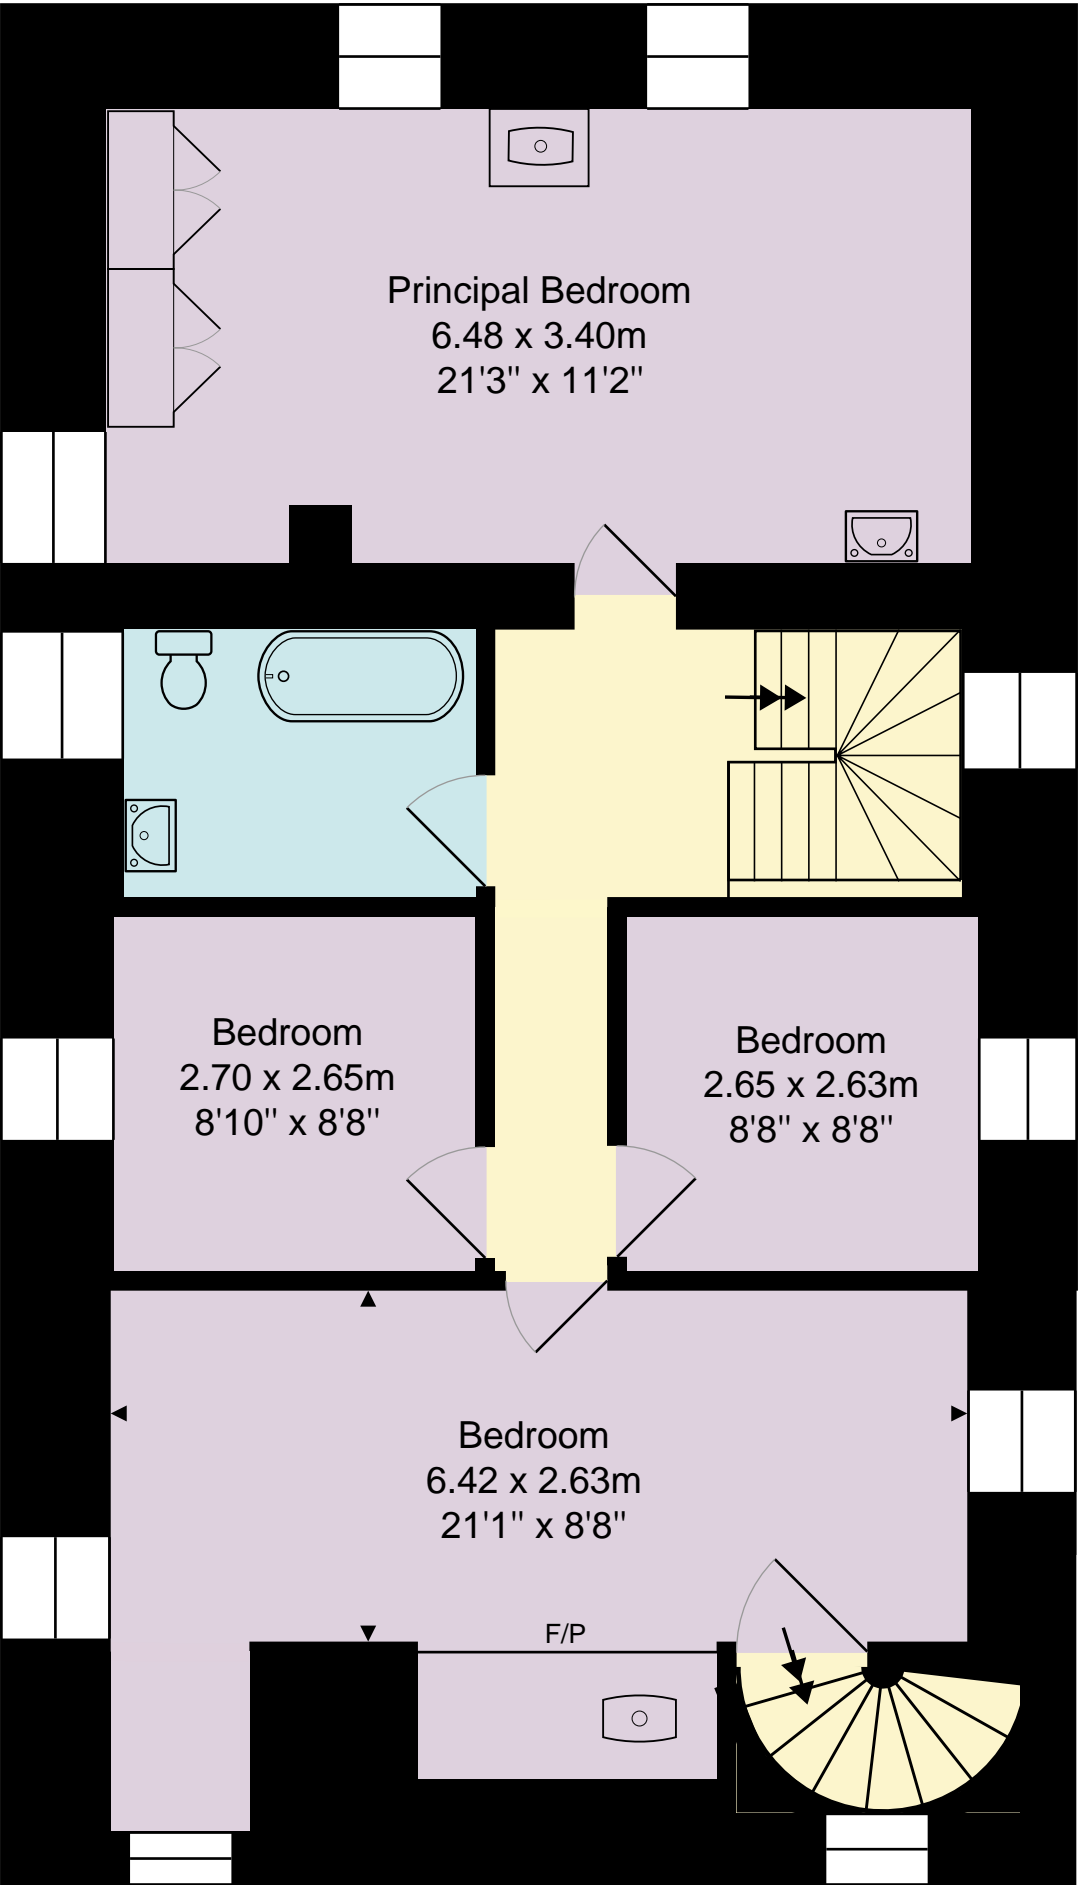 Principal Bedroom
6.48 x 3.40m
21'3" x 11'2"
Bedroom
2.70 x 2.65m
8'10" x 8'8"
Bedroom
2.65 x 2.63m
8'8" x 8'8"
Bedroom
6.42 x 2.63m
21'1" x 8'8"
F/P